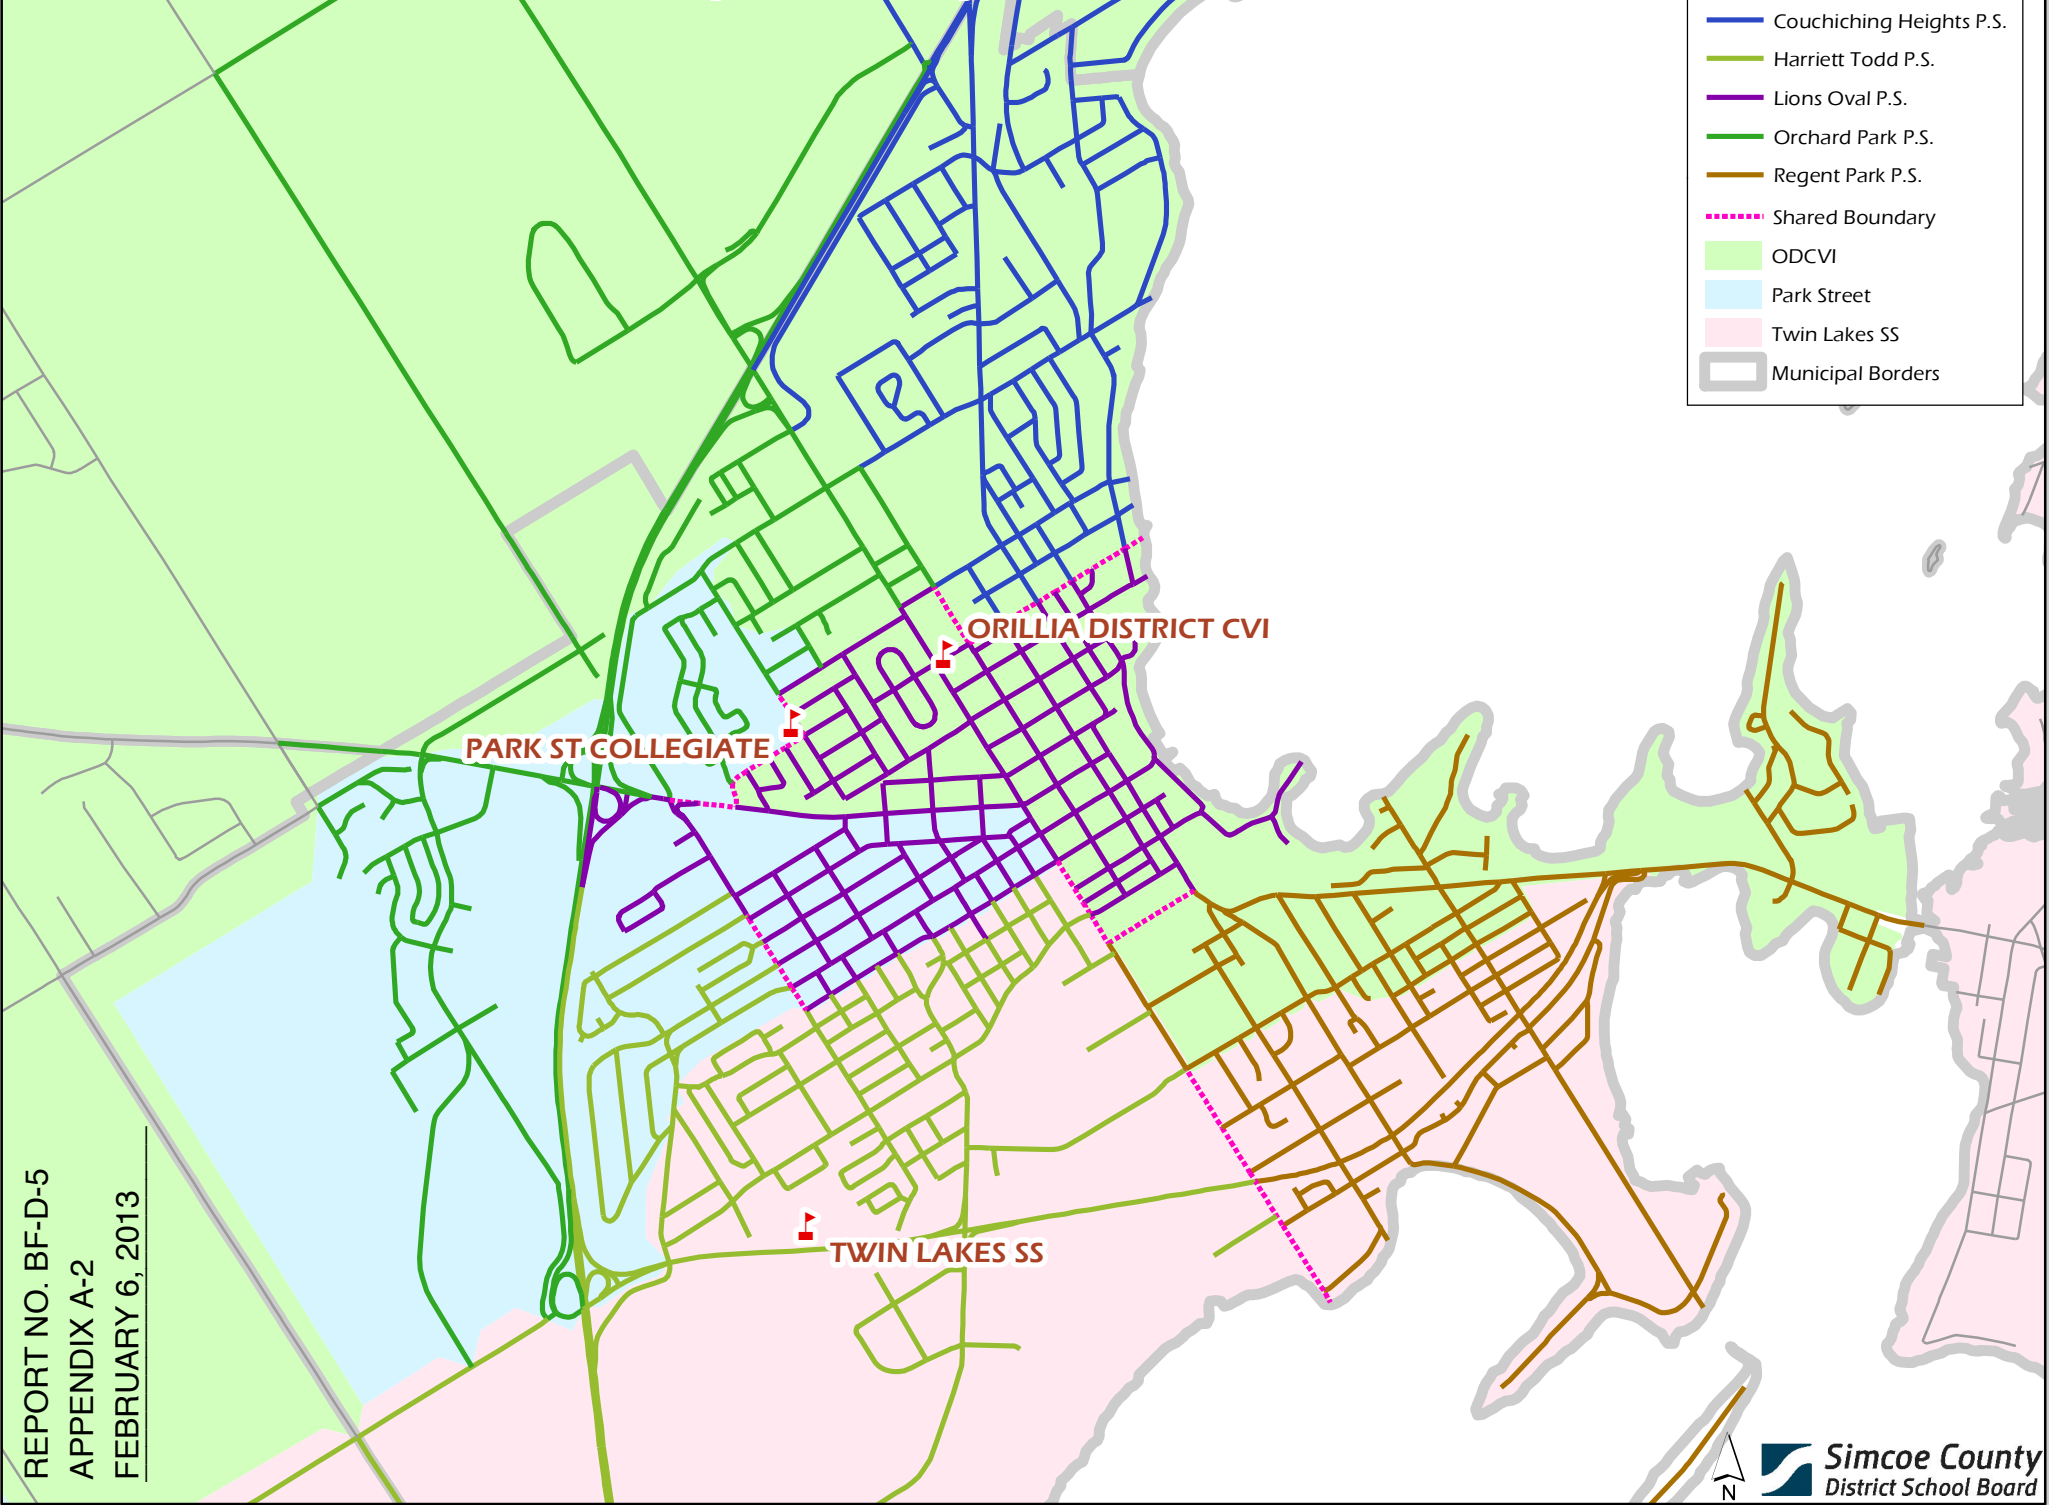 Couchiching Heights P.S.
Harriett Todd P.S.
Lions Oval P.S.
Orchard Park P.S.
Regent Park P.S.
Shared Boundary
ODCVI
Park Street
Twin Lakes SS
Municipal Borders
ORILLIA DISTRICT CVI
PARK ST COLLEGIATE
TWIN LAKES SS
REPORT NO. BF-D-5
APPENDIX A-2
FEBRUARY 6, 2013
N
Simcoe County
District School Board